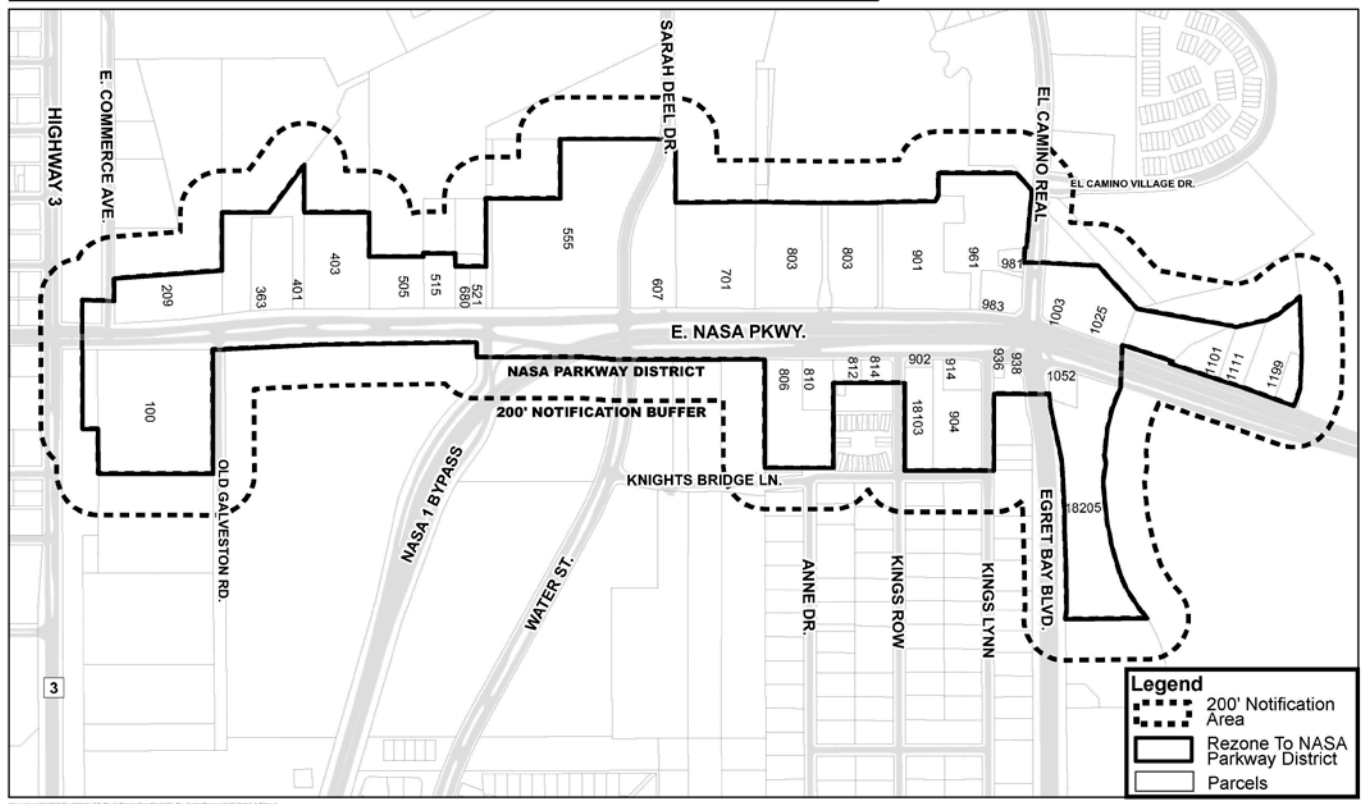 SARAH DEEL DR.
E. COMMERCE AVE.
HIGHWAY 3
EL CAMINO REAL
EL CAMINO VILLAGE DR.
555
403
803
803
901
961
981
701
607
209
363
401
505
515
680
521
983
1003
1025
E. NASA PKWY.
1101
1111
1199
NASA PARKWAY DISTRICT
806
810
812
814
902
914
936
938
1052
200' NOTIFICATION BUFFER
100
18103
904
OLD GALVESTON RD.
NASA 1 BYPASS
KNIGHTS BRIDGE LN.
18205
EGRET BAY BLVD.
WATER ST.
ANNE DR.
KINGS ROW
KINGS LYNN
3
Legend
200' Notification
Area
Rezone To NASA
Parkway District
Parcels